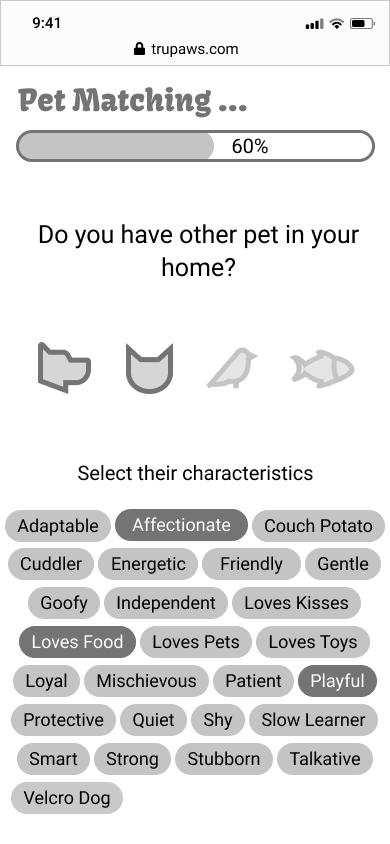 9:41
trupaws.com
Pet Matching ...
60%
Do you have other pet in your
home?
Select their characteristics
Adaptable Affectionate Couch Potato
Cuddler Energetic Friendly Gentle
Goofy Independent Loves Kisses
Loves Food Loves Pets Loves Toys
Loyal Mischievous Patient Playful
Protective Quiet Shy Slow Learner
Smart Strong Stubborn Talkative
Velcro Dog